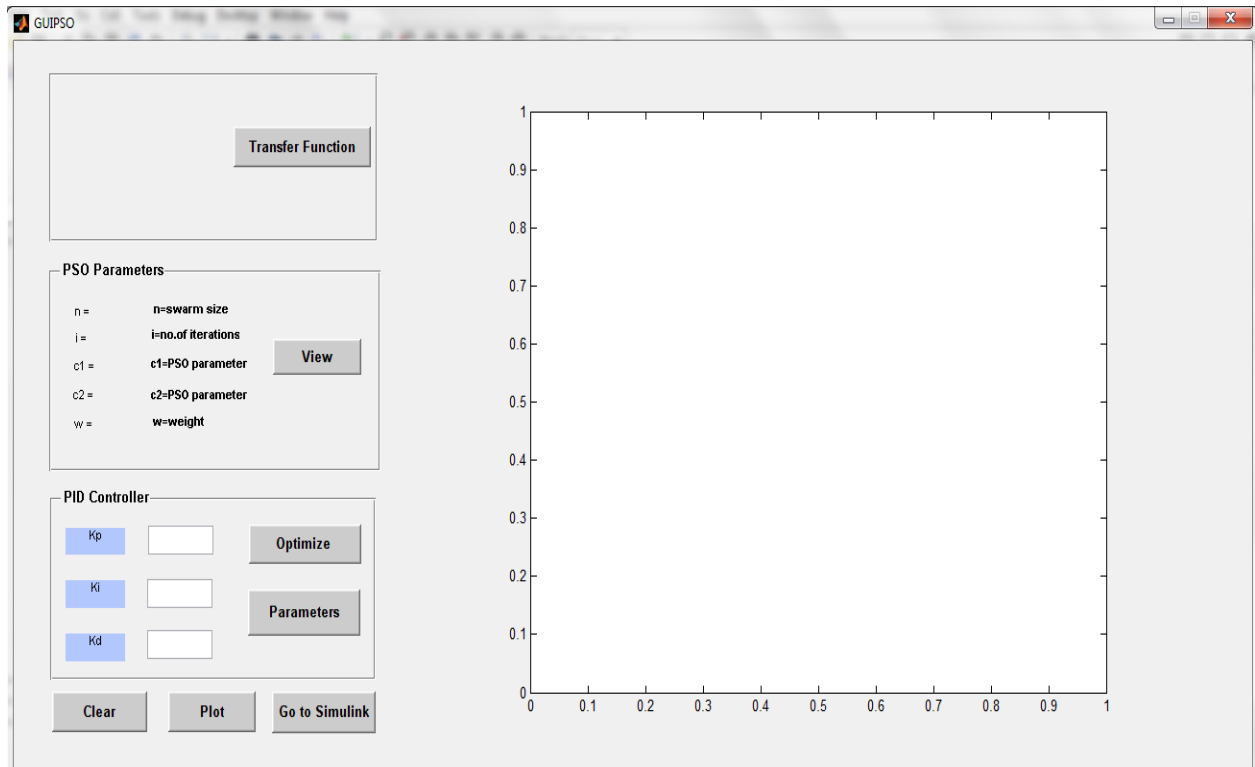 GUIPSO
Transfer Function
PSO Parameters
n =
n=swarm size
i =
i=no.of iterations
c1 =
c1=PSO parameter
View
c2 =
c2=PSO parameter
w =
w=weight
PID Controller
Kp
Optimize
Ki
Parameters
Kd
Clear
Plot
Go to Simulink
1
0.9
0.8
0.7
0.6
0.5
0.4
0.3
0.2
0.1
0
0 0.1 0.2 0.3 0.4 0.5 0.6 0.7 0.8 0.9 1